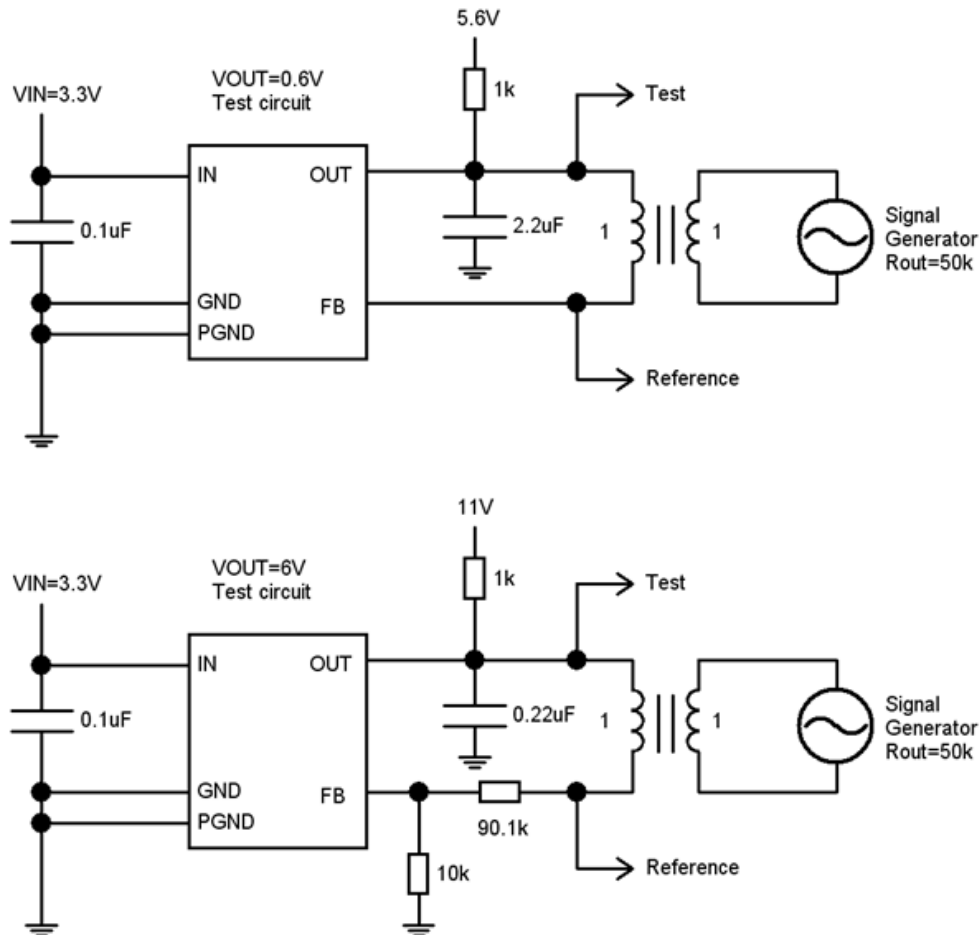 5.6V
VOUT=0.6V
Test circuit
1k
Test
VIN=3.3V
IN
OUT
0.1uF
2.2uF
1
1
Signal
Generator
Rout=50k
GND
FB
PGND
Reference
11V
VOUT=6V
Test circuit
1k
Test
VIN=3.3V
IN
OUT
0.1uF
0.22uF
1
1
Signal
Generator
Rout=50k
GND
FB
PGND
90.1k
10k
Reference